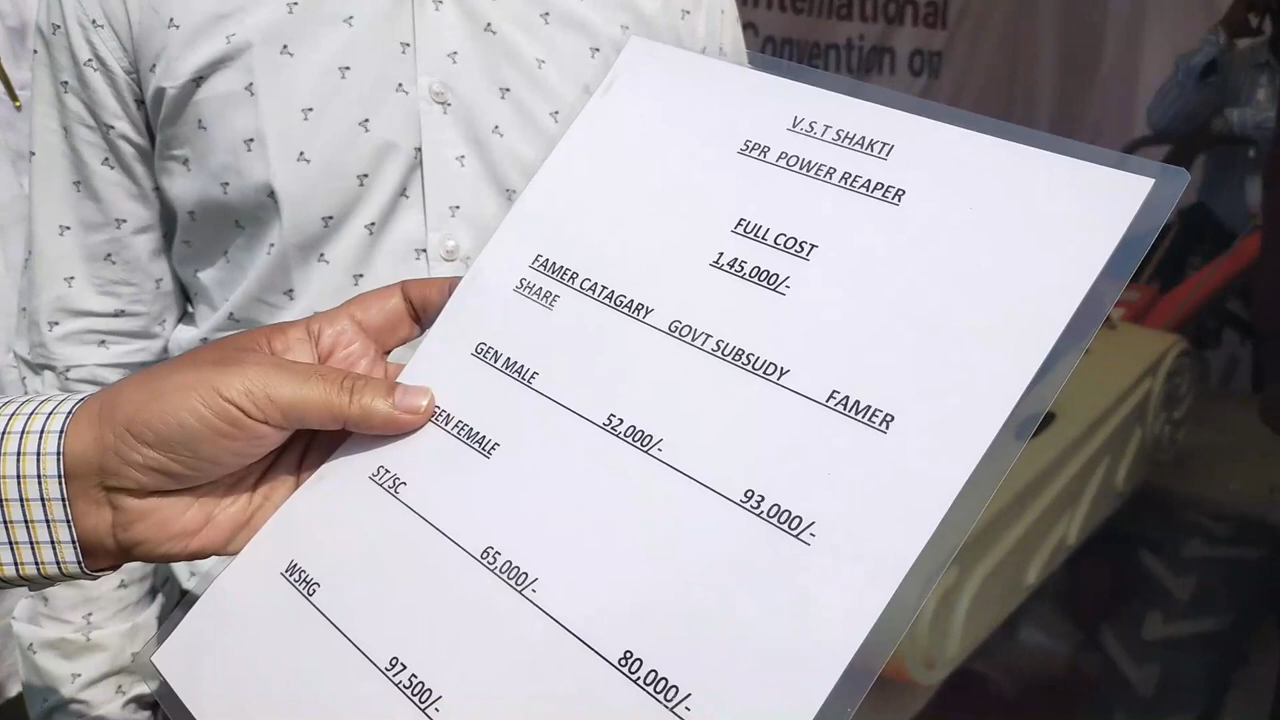 International
Convention on
V.S.T SHAKTI
5PR POWER REAPER
FULL COST
1,45,000/-
FAMER CATAGARY GOVT SUBSUDY FAMER
SHARE
GEN MALE 52,000/- 93,000/-
GEN FEMALE
ST/SC 65,000/- 80,000/-
WSHG 97,500/-